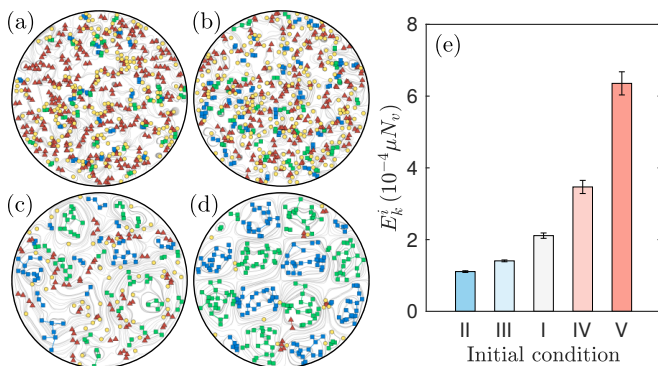 (a)
(b)
(c)
(d)
(e)
8
6
4
2
0
E_k^i (10^{-4} μN_v)
II III I IV V
Initial condition